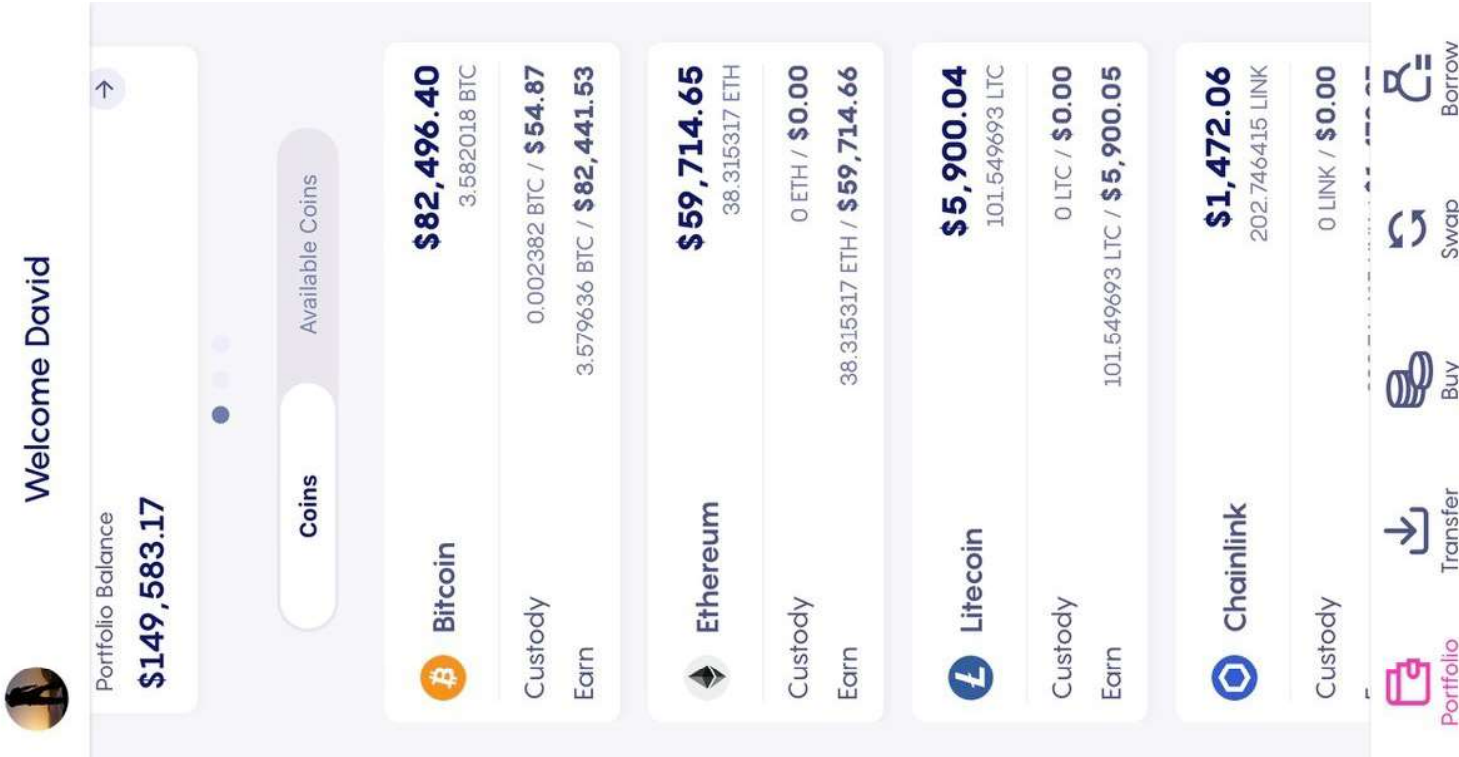 Welcome David
Portfolio Balance
$149,583.17
Coins
Available Coins
Bitcoin
$82,496.40
3.582018 BTC
Custody
0.002382 BTC / $54.87
Earn
3.579636 BTC / $82,441.53
Ethereum
$59,714.65
38.315317 ETH
Custody
0 ETH / $0.00
Earn
38.315317 ETH / $59,714.66
Litecoin
$5,900.04
101.549693 LTC
Custody
0 LTC / $0.00
Earn
101.549693 LTC / $5,900.05
Chainlink
$1,472.06
202.746415 LINK
Custody
0 LINK / $0.00
Portfolio
Transfer
Buy
Swap
Borrow